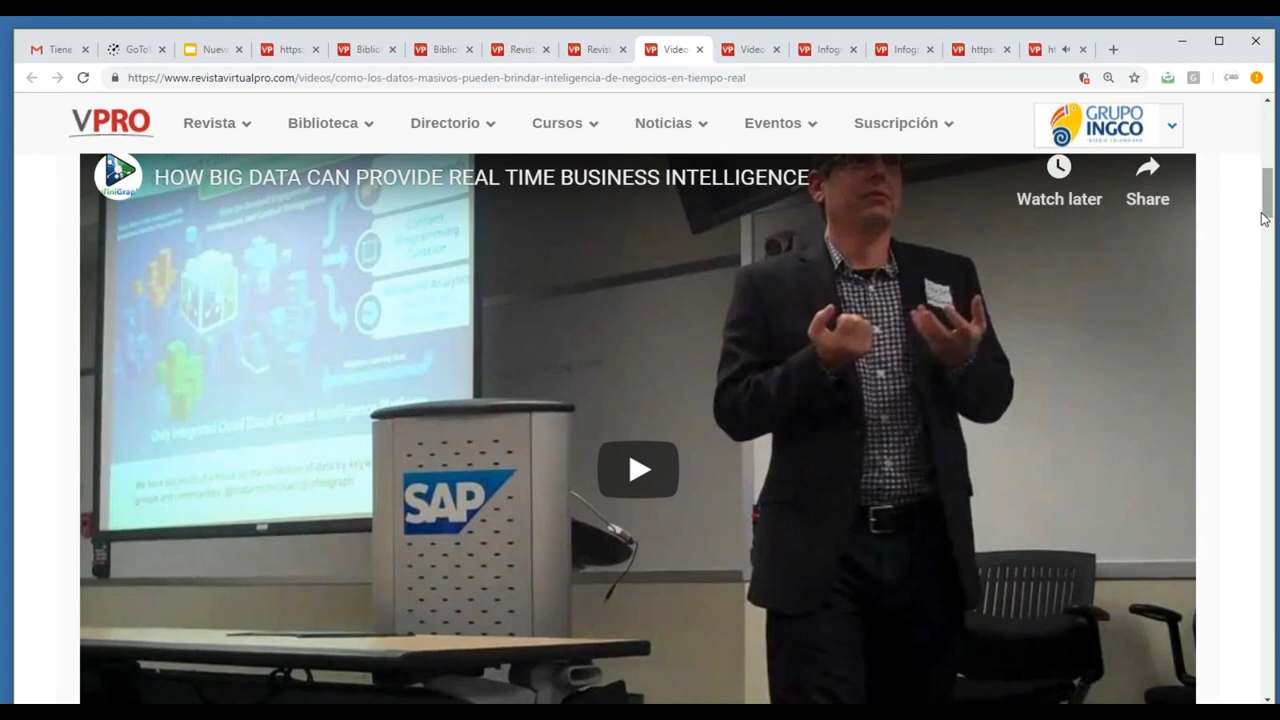 Tiene
GoTo
Nuev
https:
Biblio
Biblio
Revist
Revist
Video
Video
Infog
Infog
https:
https://www.revistavirtualpro.com/videos/como-los-datos-masivos-pueden-brindar-inteligencia-de-negocios-en-tiempo-real
VPRO
Revista
Biblioteca
Directorio
Cursos
Noticias
Eventos
Suscripción
GRUPO
INGCO
HOW BIG DATA CAN PROVIDE REAL TIME BUSINESS INTELLIGENCE
Watch later
Share
SAP